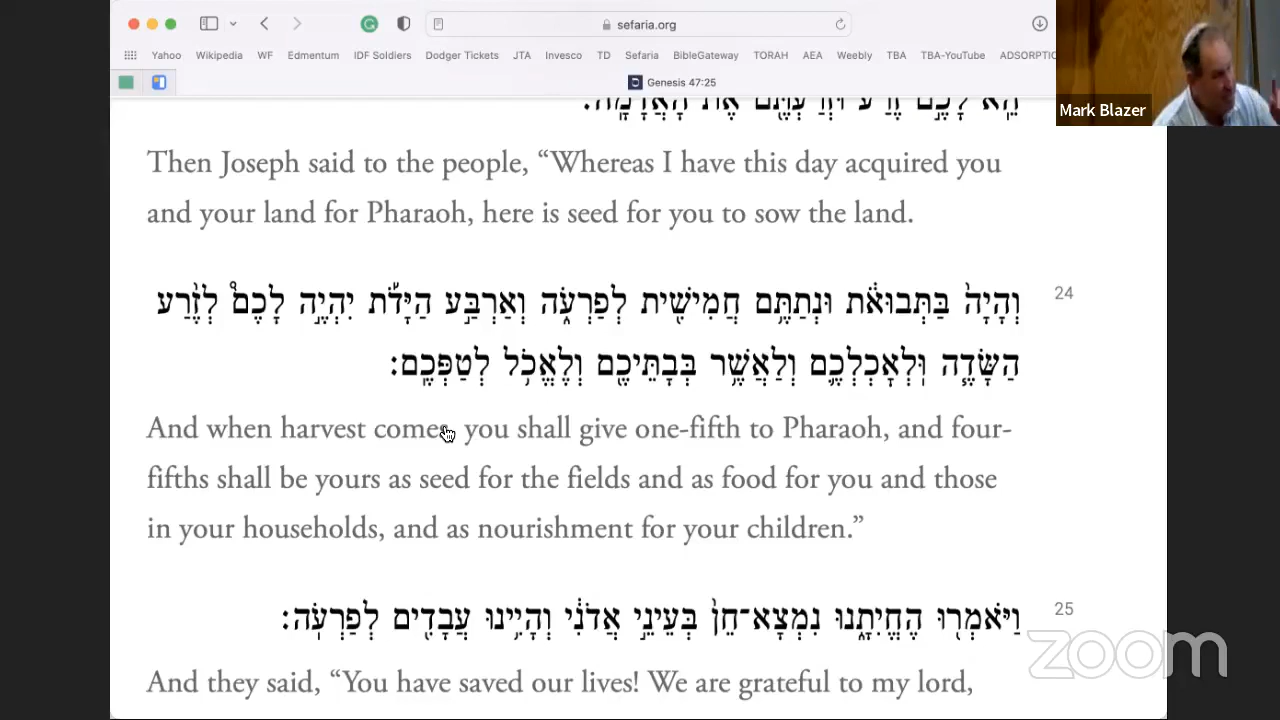 sefaria.org
Yahoo Wikipedia WF Edmentum IDF Soldiers Dodger Tickets JTA Invesco TD Sefaria BibleGateway TORAH AEA Weebly TBA TBA-YouTube ADSORPTIO
Genesis 47:25
Mark Blazer
הֵֽא־לָכֶ֣ם זֶ֔רַע וּזְרַעְתֶּ֖ם אֶת־הָאֲדָמָֽה׃
Then Joseph said to the people, “Whereas I have this day acquired you
and your land for Pharaoh, here is seed for you to sow the land.
24
וְהָיָה֙ בַּתְּבוּאֹ֔ת וּנְתַתֶּ֥ם חֲמִישִׁ֖ית לְפַרְעֹ֑ה וְאַרְבַּ֣ע הַיָּדֹ֡ת יִהְיֶ֣ה לָכֶם֩ לְזֶ֨רַע
הַשָּׂדֶ֧ה וּֽלְאׇכְלְכֶ֛ם וְלַאֲשֶׁ֥ר בְּבָתֵּיכֶ֖ם וְלֶאֱכֹ֥ל לְטַפְּכֶֽם׃
And when harvest comes, you shall give one-fifth to Pharaoh, and four-
fifths shall be yours as seed for the fields and as food for you and those
in your households, and as nourishment for your children.”
25
וַיֹּאמְר֖וּ הֶחֱיִתָ֑נוּ נִמְצָא־חֵן֙ בְּעֵינֵ֣י אֲדֹנִ֔י וְהָיִ֥ינוּ עֲבָדִ֖ים לְפַרְעֹֽה׃
And they said, “You have saved our lives! We are grateful to my lord,
zoom